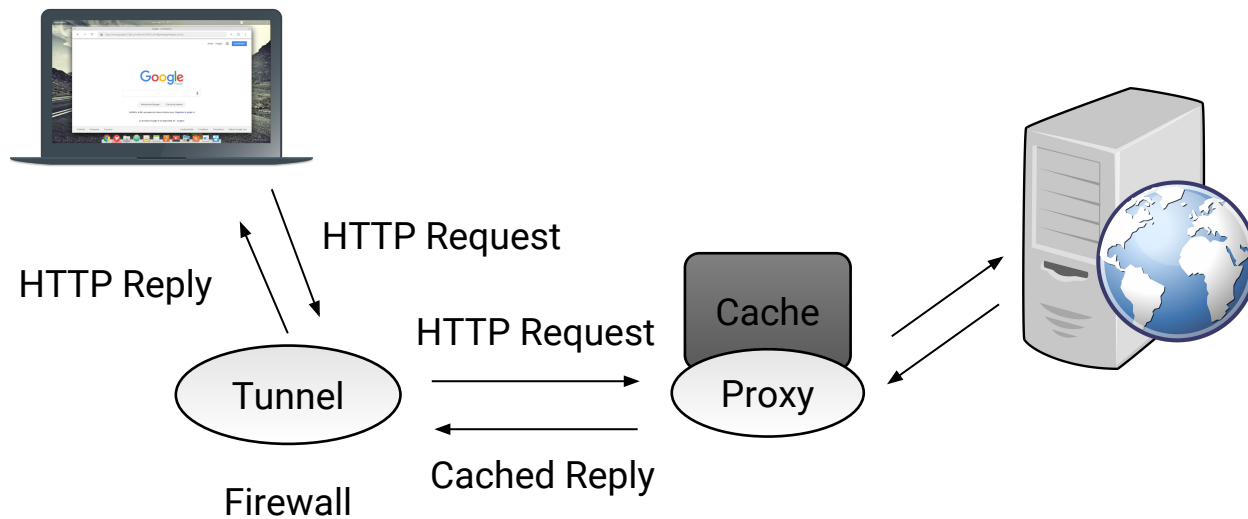 Google
HTTP Request
HTTP Reply
Cache
HTTP Request
Tunnel
Proxy
Cached Reply
Firewall